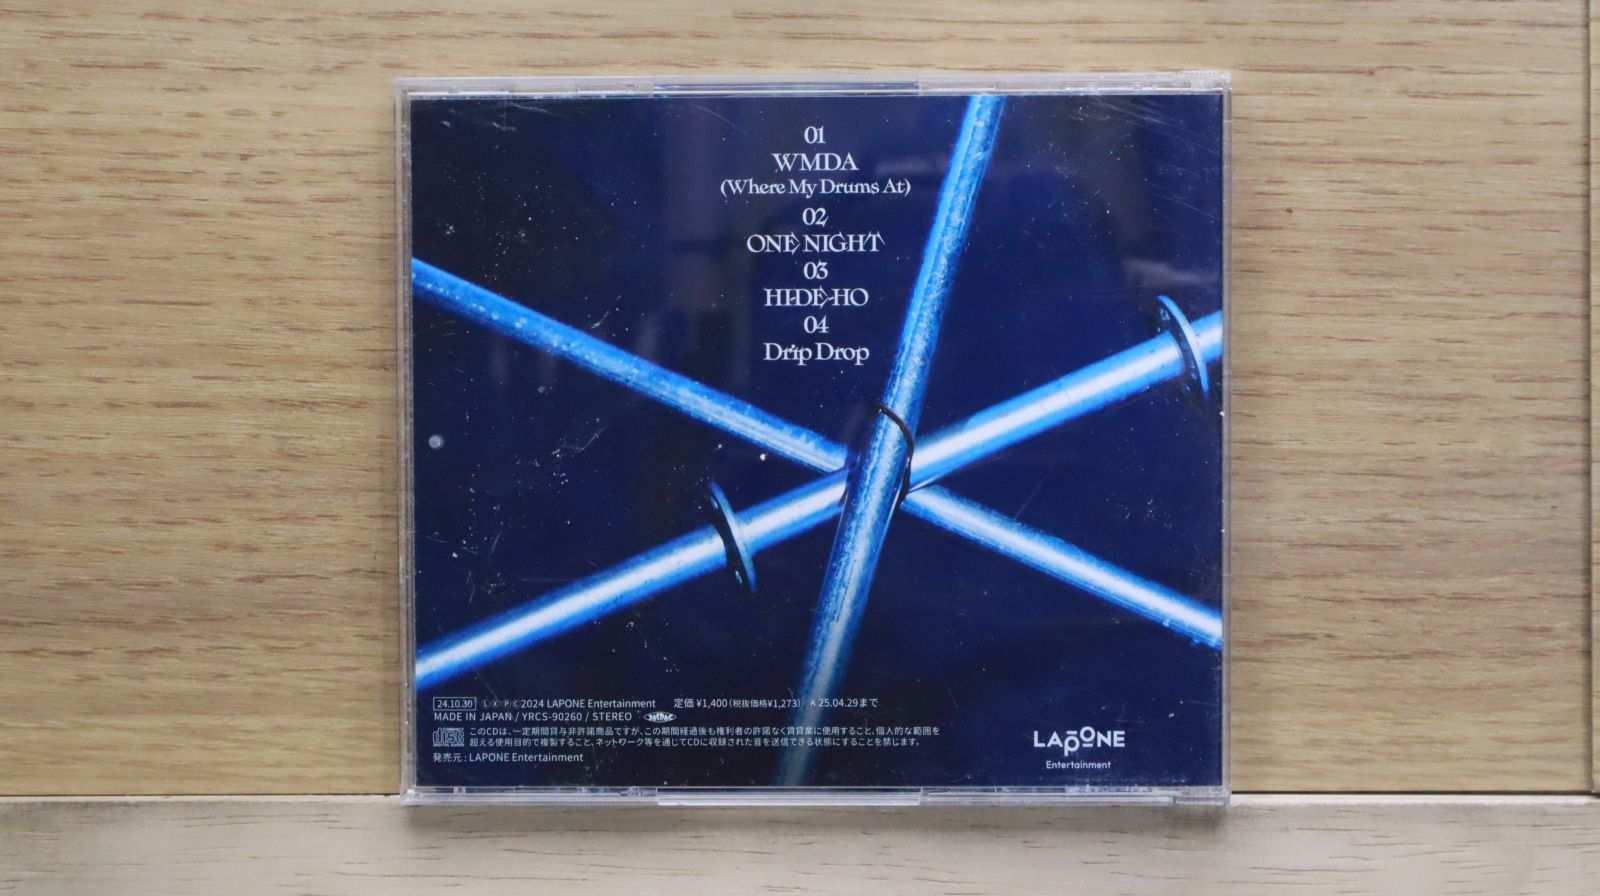 01
WMDA
(Where My Drums At)
02
ONE NIGHT
03
HI-DE-HO
04
Drip Drop
24.10.30 Ⓛ Ⓧ Ⓟ Ⓒ 2024 LAPONE Entertainment 定価 ¥1,400 (税抜価格¥1,273) 25.04.29まで
MADE IN JAPAN / YRCS-90260 / STEREO
このCDは、一定期間貸与非許諾商品ですが、この期間経過後も権利者の許諾なく賃貸業に使用すること、個人的な範囲を
超える使用目的で複製すること、ネットワーク等を通じてCDに収録された音を送信できる状態にすることを禁じます。
発売元 : LAPONE Entertainment
LAPONE
Entertainment